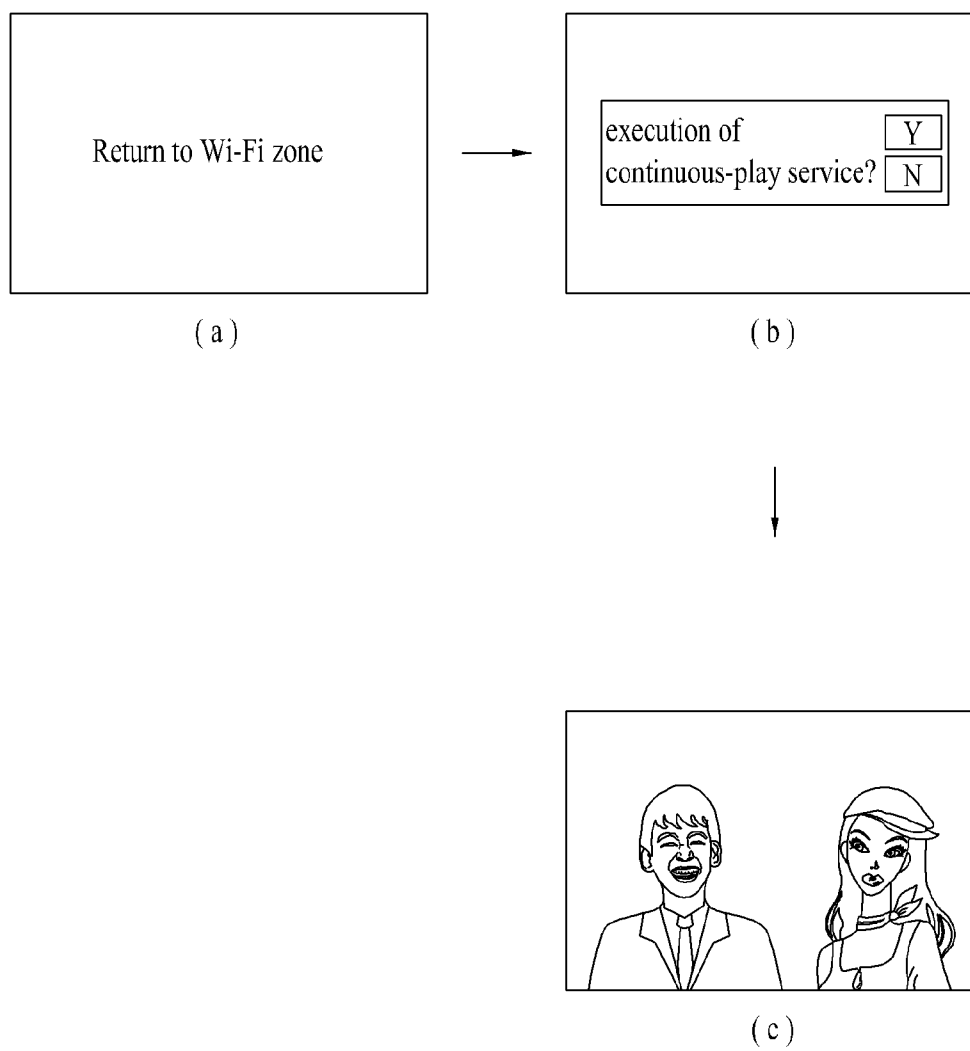 Return to Wi-Fi zone
( a )
execution of
continuous-play service?
Y
N
( b )
( c )